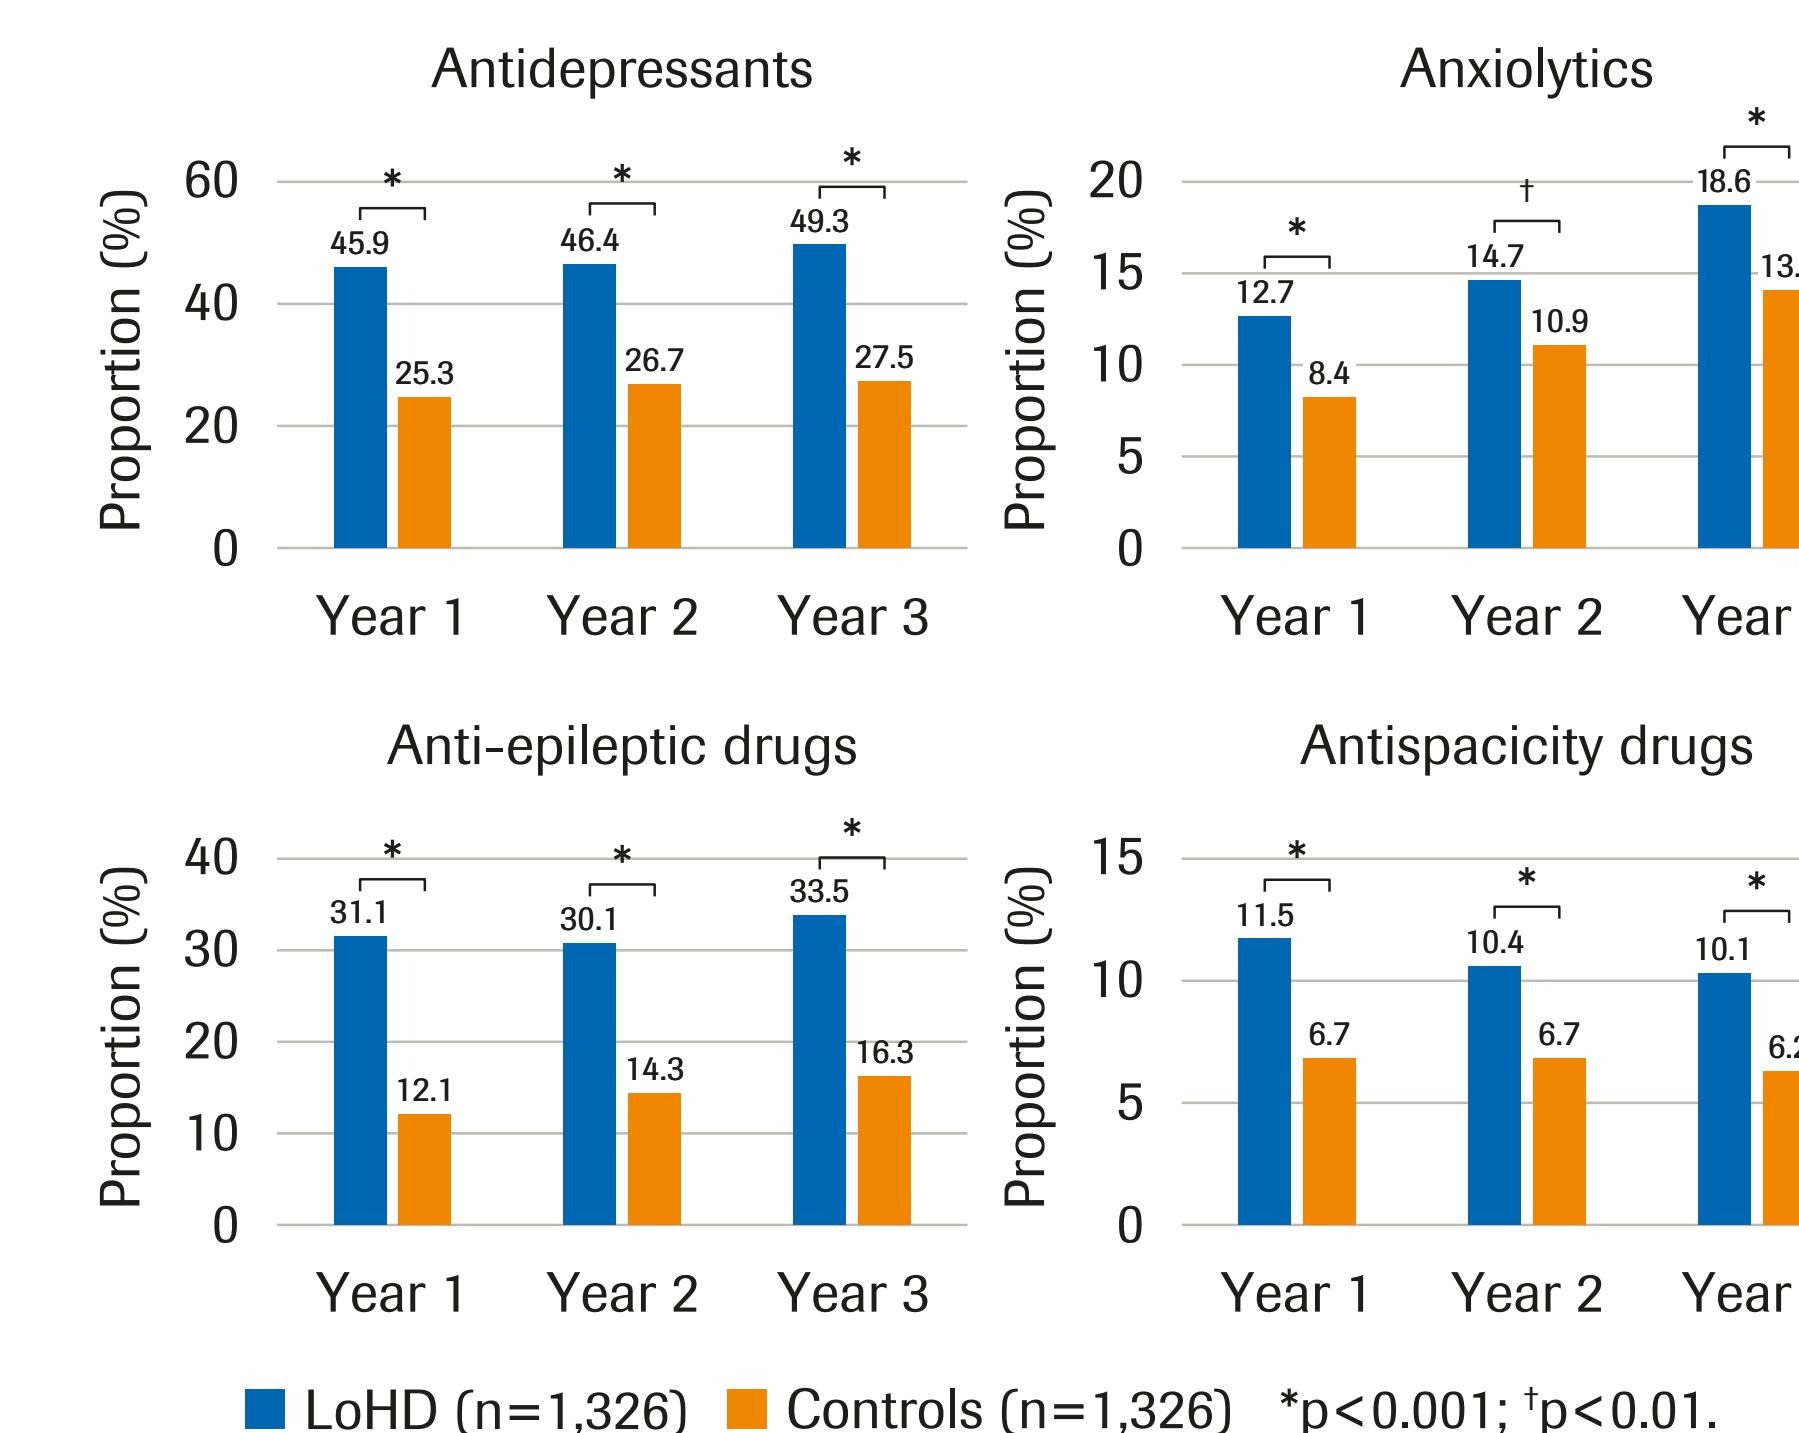 Antidepressants
Proportion (%)
60
40
20
0
* * *
45.9 25.3 46.4 26.7 49.3 27.5
Year 1 Year 2 Year 3
Anxiolytics
Proportion (%)
20
15
10
5
0
* † *
12.7 8.4 14.7 10.9 18.6 13.
Year 1 Year 2 Year
Anti-epileptic drugs
Proportion (%)
40
30
20
10
0
* * *
31.1 12.1 30.1 14.3 33.5 16.3
Year 1 Year 2 Year 3
Antispacicity drugs
Proportion (%)
15
10
5
0
* * *
11.5 6.7 10.4 6.7 10.1 6.2
Year 1 Year 2 Year
LoHD (n=1,326) Controls (n=1,326) *p<0.001; †p<0.01.